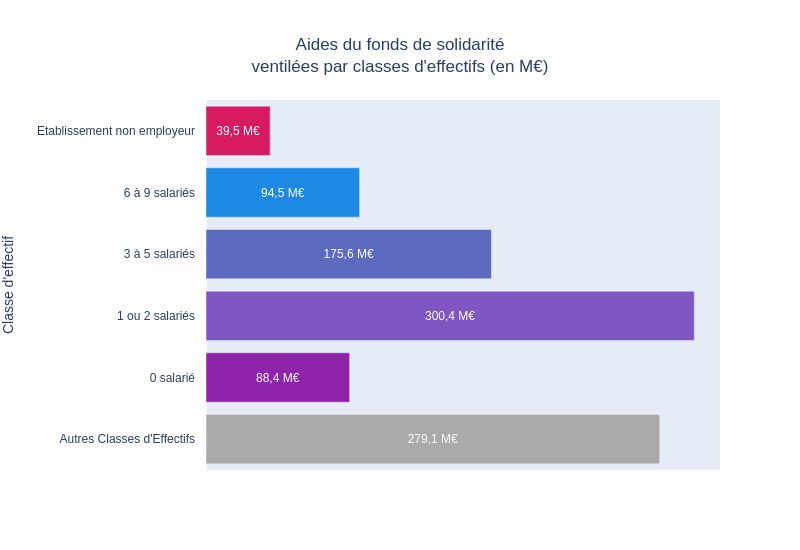 Aides du fonds de solidarité
ventilées par classes d'effectifs (en M€)
Classe d'effectif
Etablissement non employeur
39,5 M€
6 à 9 salariés
94,5 M€
3 à 5 salariés
175,6 M€
1 ou 2 salariés
300,4 M€
0 salarié
88,4 M€
Autres Classes d'Effectifs
279,1 M€